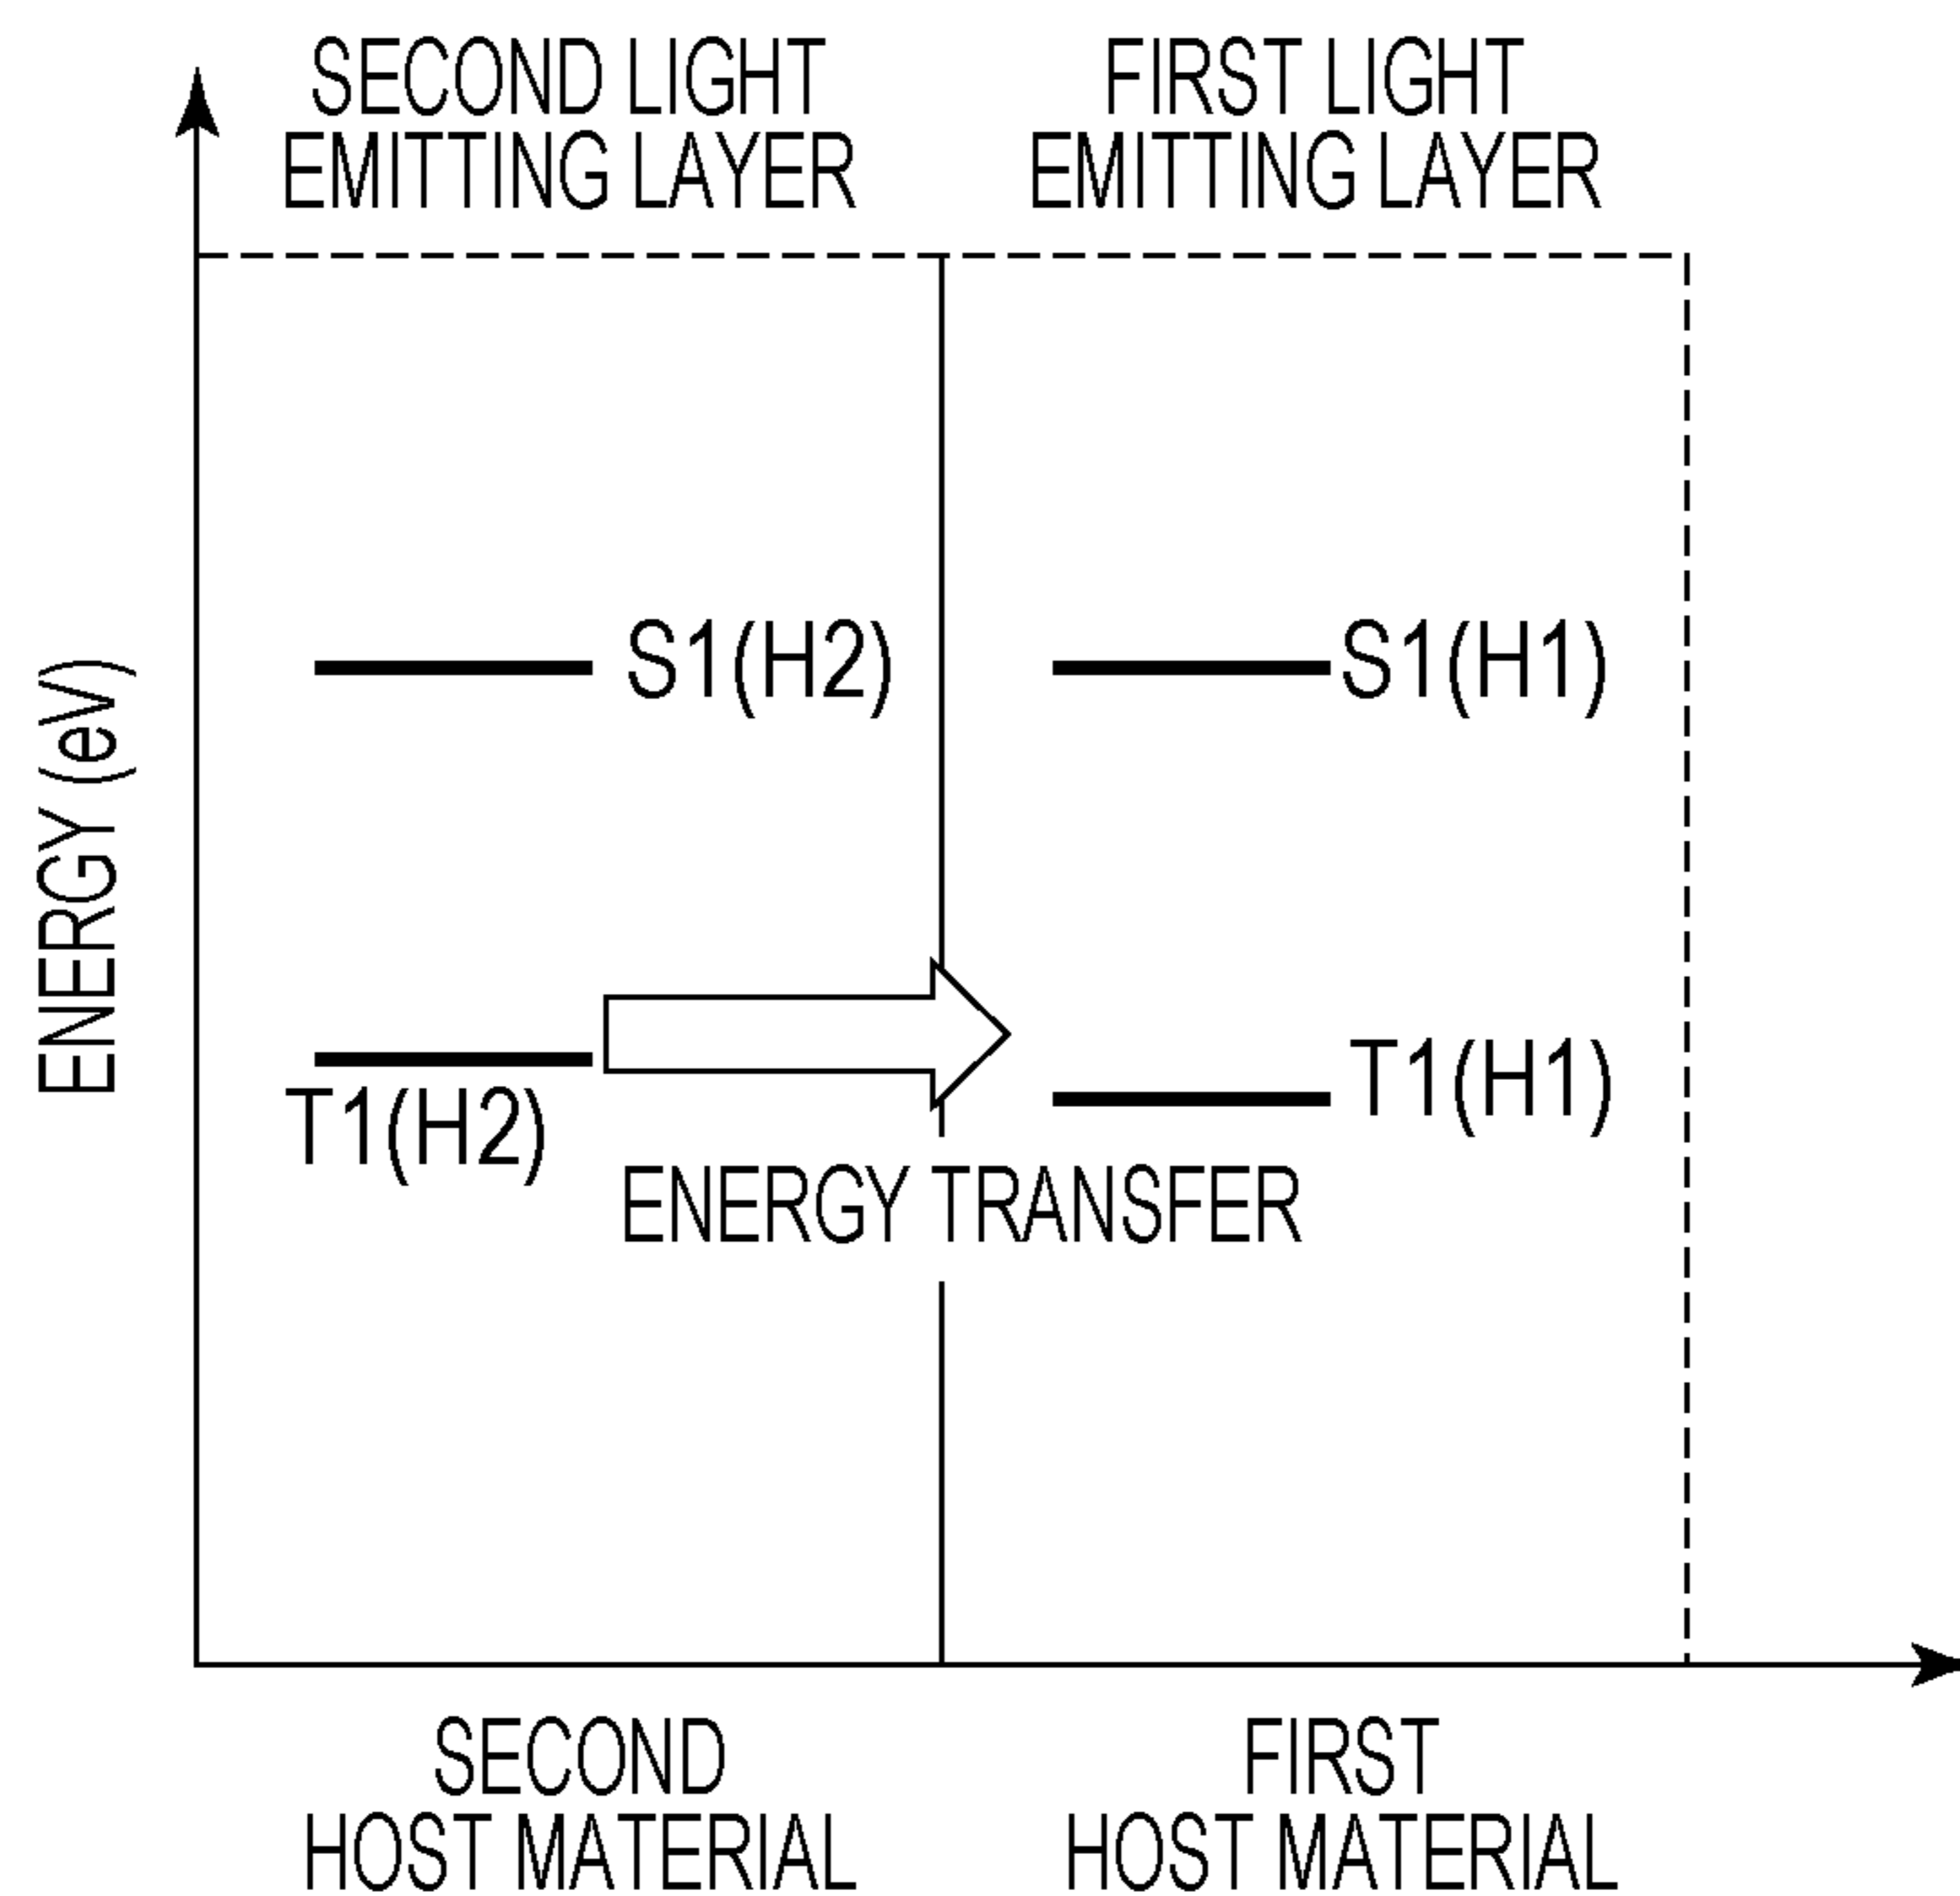 SECOND LIGHT
EMITTING LAYER
FIRST LIGHT
EMITTING LAYER
ENERGY (eV)
S1(H2)
S1(H1)
T1(H2)
T1(H1)
ENERGY TRANSFER
SECOND
HOST MATERIAL
FIRST
HOST MATERIAL